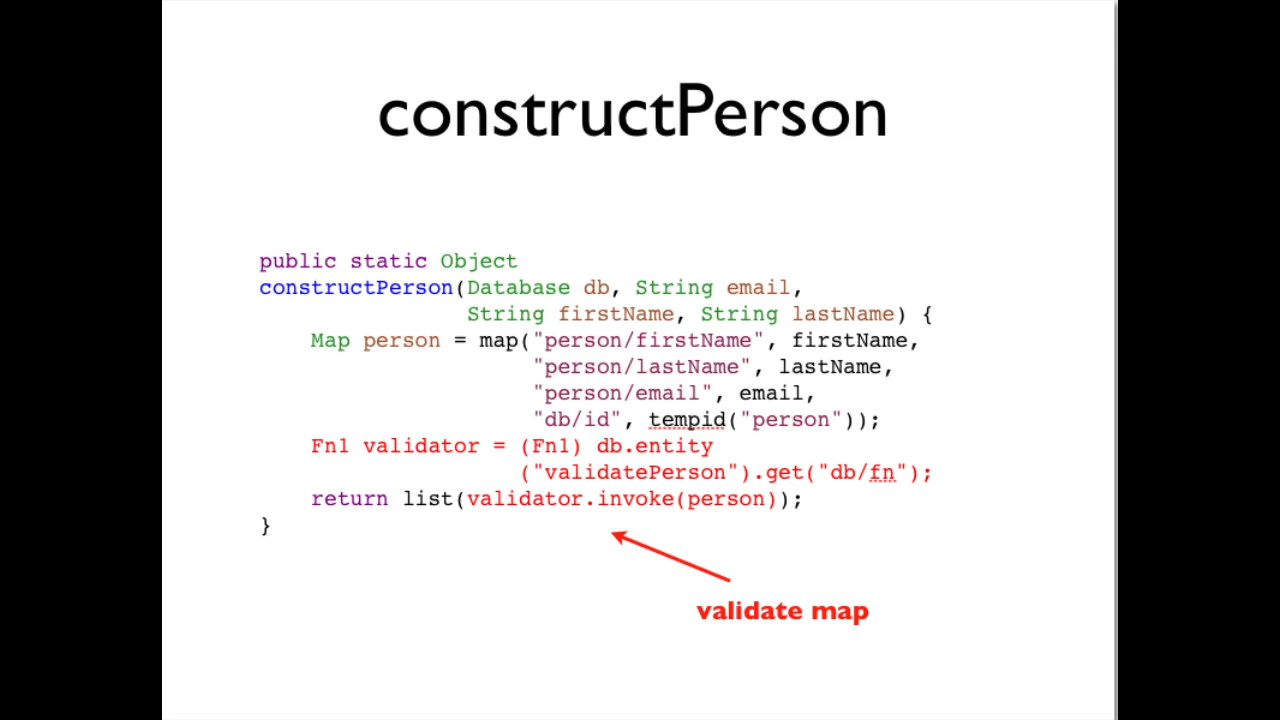 constructPerson
public static Object
constructPerson(Database db, String email,
String firstName, String lastName) {
Map person = map("person/firstName", firstName,
"person/lastName", lastName,
"person/email", email,
"db/id", tempid("person"));
Fn1 validator = (Fn1) db.entity
("validatePerson").get("db/fn");
return list(validator.invoke(person));
}
validate map